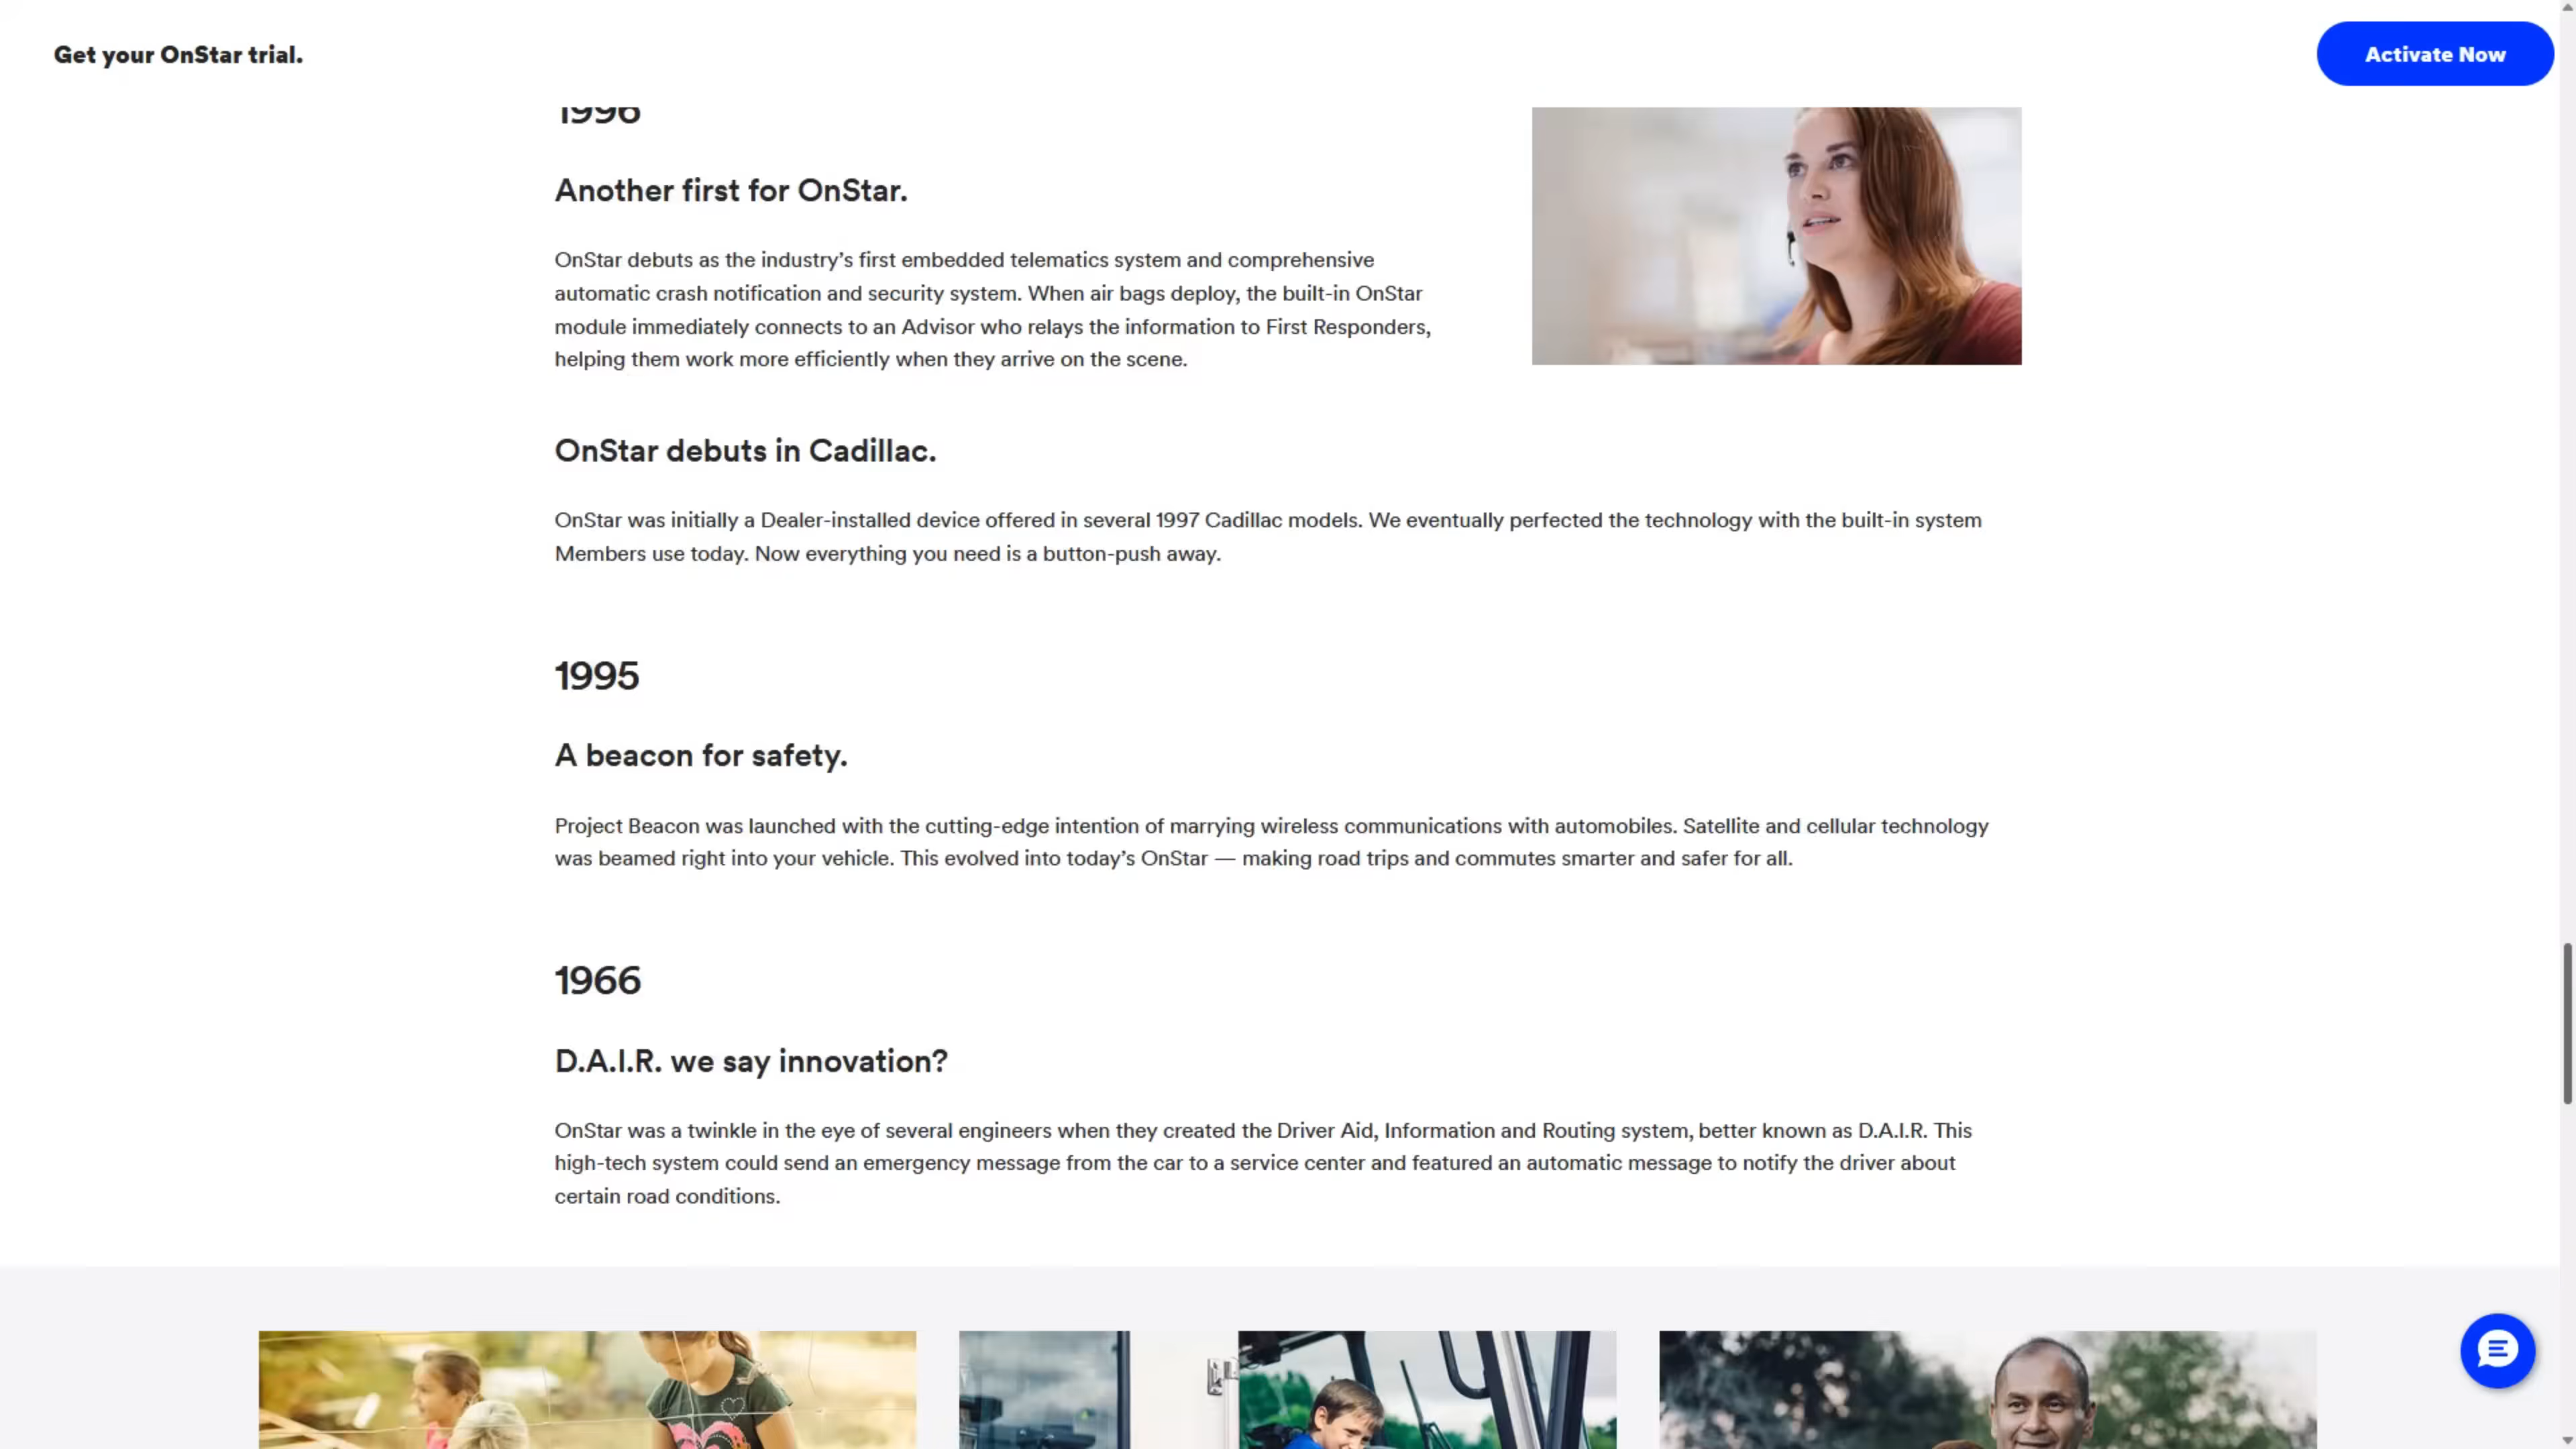 Get your OnStar trial.
Activate Now
1996
Another first for OnStar.
OnStar debuts as the industry’s first embedded telematics system and comprehensive
automatic crash notification and security system. When air bags deploy, the built-in OnStar
module immediately connects to an Advisor who relays the information to First Responders,
helping them work more efficiently when they arrive on the scene.
OnStar debuts in Cadillac.
OnStar was initially a Dealer-installed device offered in several 1997 Cadillac models. We eventually perfected the technology with the built-in system
Members use today. Now everything you need is a button-push away.
1995
A beacon for safety.
Project Beacon was launched with the cutting-edge intention of marrying wireless communications with automobiles. Satellite and cellular technology
was beamed right into your vehicle. This evolved into today’s OnStar — making road trips and commutes smarter and safer for all.
1966
D.A.I.R. we say innovation?
OnStar was a twinkle in the eye of several engineers when they created the Driver Aid, Information and Routing system, better known as D.A.I.R. This
high-tech system could send an emergency message from the car to a service center and featured an automatic message to notify the driver about
certain road conditions.